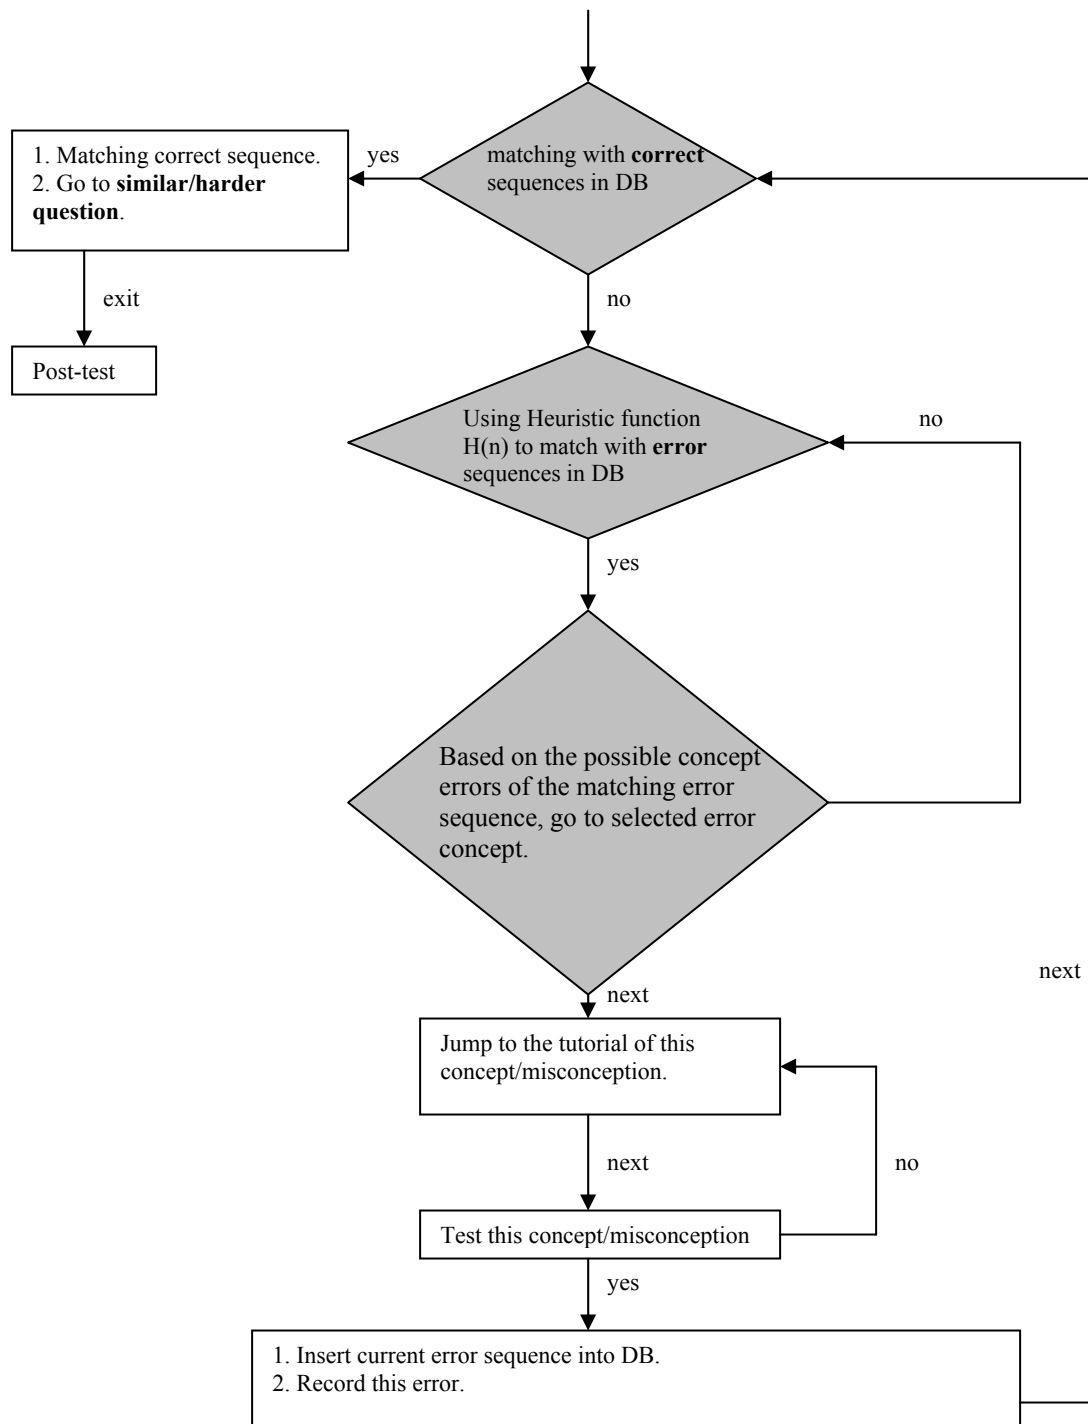 matching with correct
sequences in DB
yes
1. Matching correct sequence.
2. Go to similar/harder
question.
exit
Post-test
no
Using Heuristic function
H(n) to match with error
sequences in DB
no
yes
Based on the possible concept
errors of the matching error
sequence, go to selected error
concept.
next
next
Jump to the tutorial of this
concept/misconception.
next
no
Test this concept/misconception
yes
1. Insert current error sequence into DB.
2. Record this error.